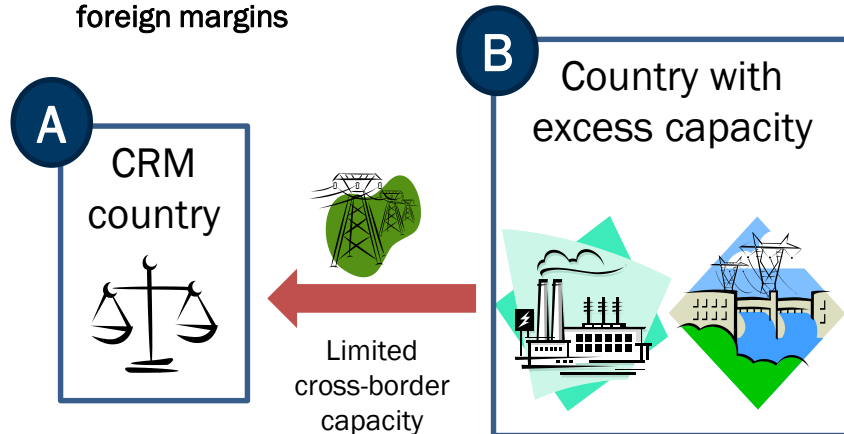 foreign margins
A
CRM
country
Limited
cross-border
capacity
B
Country with
excess capacity